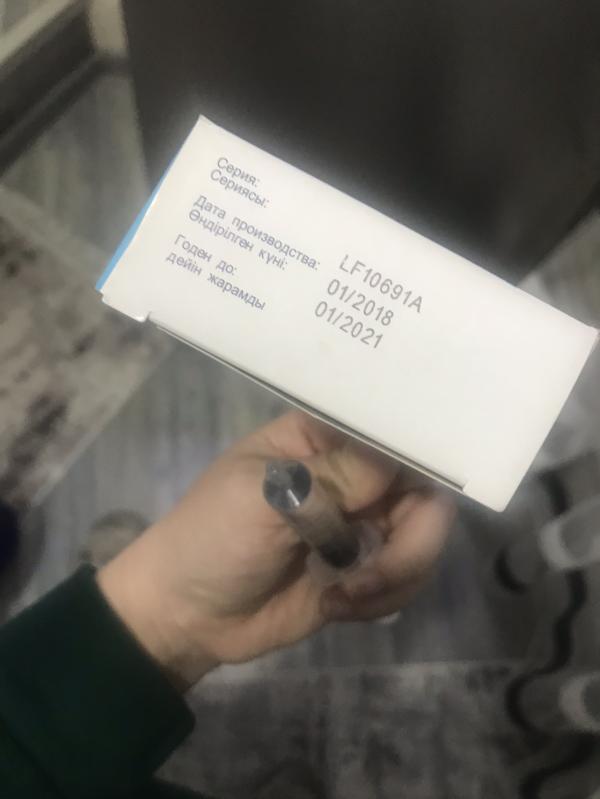 Серия:
Сериясы:
LF10691A
Дата производства:
Өндірілген күні:
01/2018
Годен до:
дейін жарамды
01/2021